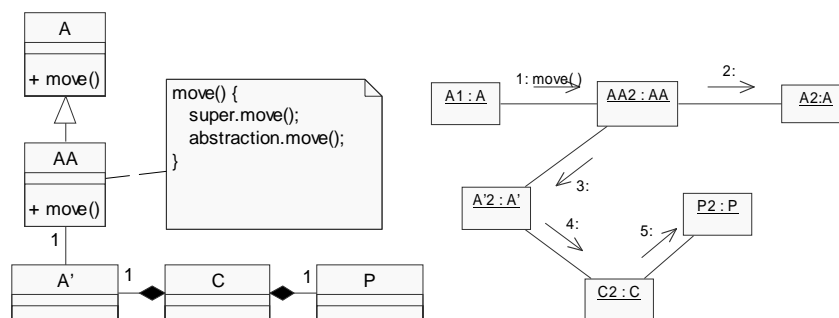 A
+ move()
AA
+ move()
1
A' 1 C 1 P
move() {
super.move();
abstraction.move();
}
A1 : A
1: move( )
AA2 : AA
2:
A2:A
3:
A'2 : A'
4:
5:
P2 : P
C2 : C